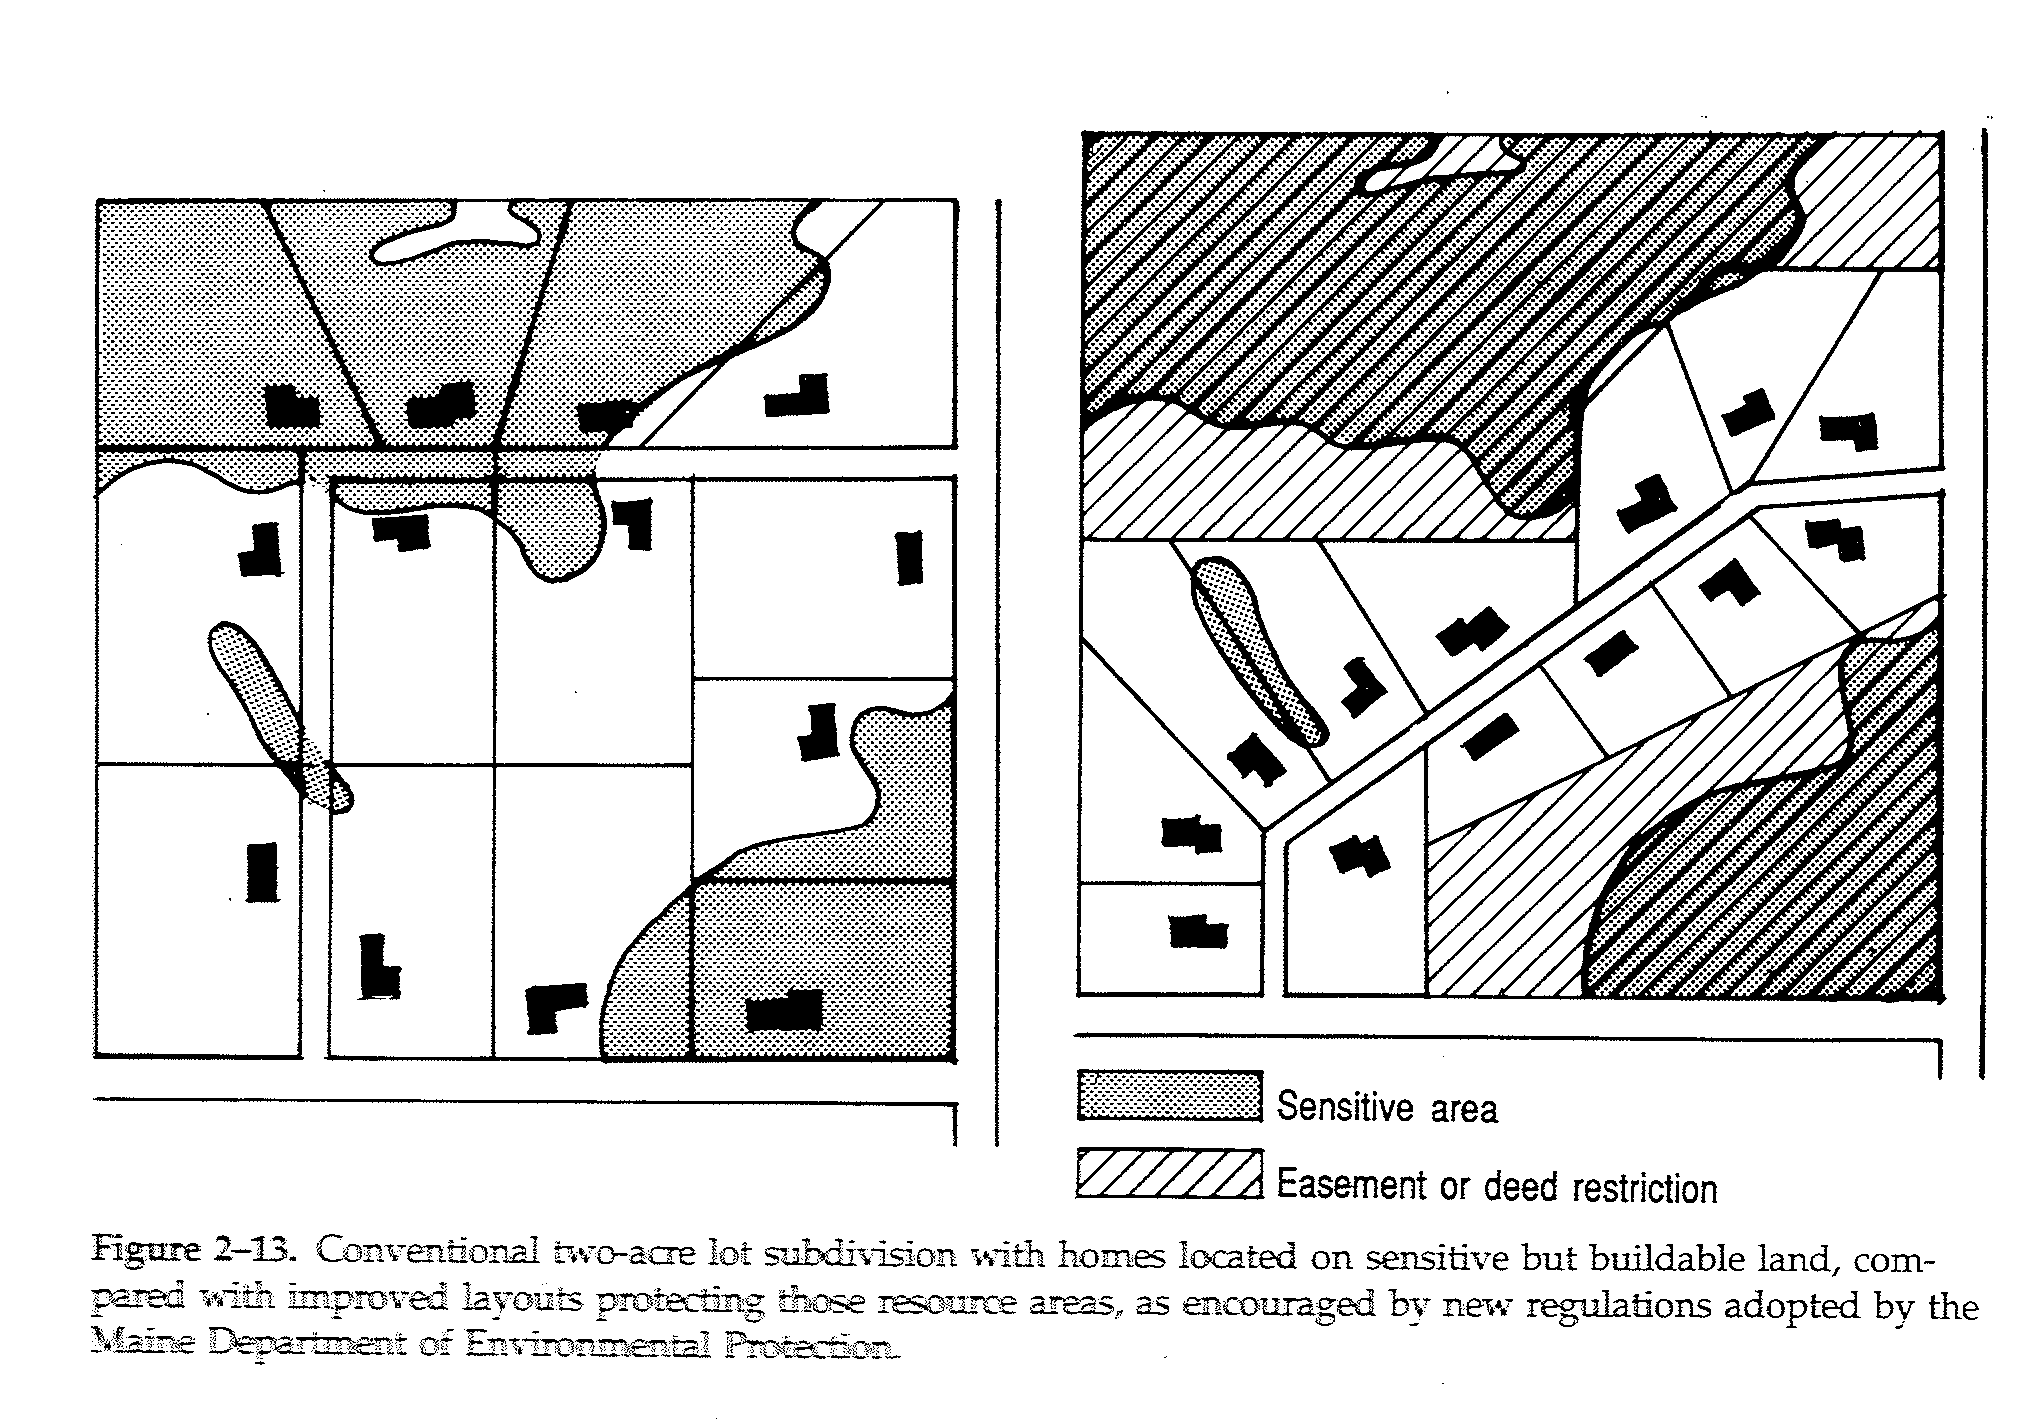 Sensitive area
Easement or deed restriction
Figure 2–13. Conventional two-acre lot subdivision with homes located on sensitive but buildable land, com-
pared with improved layouts protecting those resource areas, as encouraged by new regulations adopted by the
Maine Department of Environmental Protection.